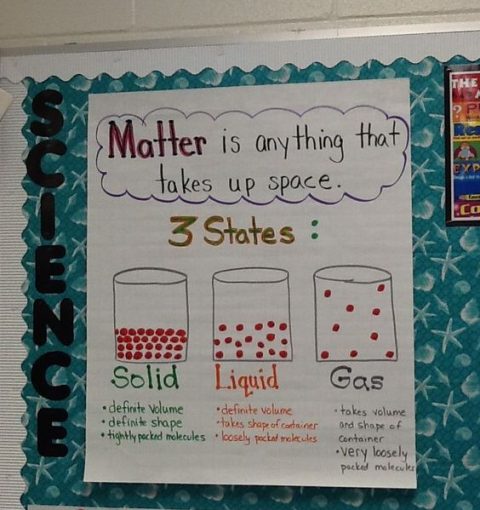 SCIENCE
Matter is anything that
takes up space.
3 States :
Solid
• definite volume
• definite shape
• tightly packed molecules
Liquid
• definite volume
• takes shape of container
• loosely packed molecules
Gas
• takes volume
and shape of
container
• very loosely
packed molecules
THE